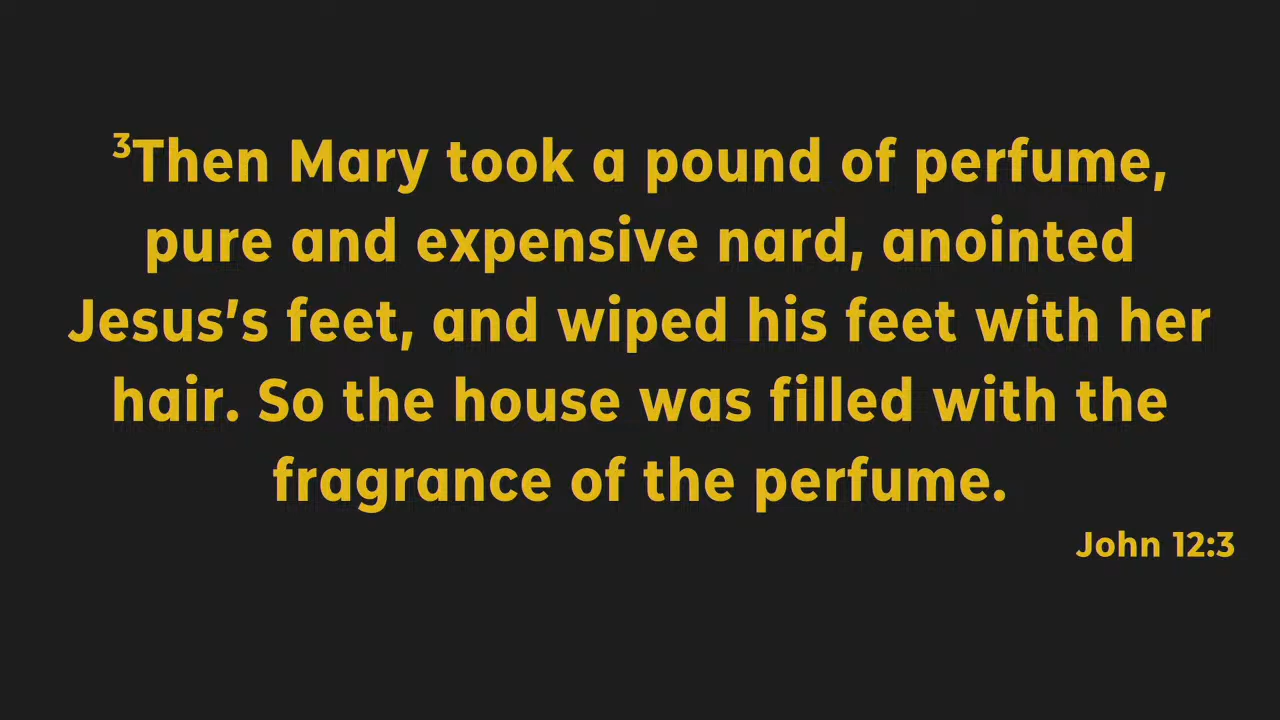 ³Then Mary took a pound of perfume,
pure and expensive nard, anointed
Jesus's feet, and wiped his feet with her
hair. So the house was filled with the
fragrance of the perfume.
John 12:3